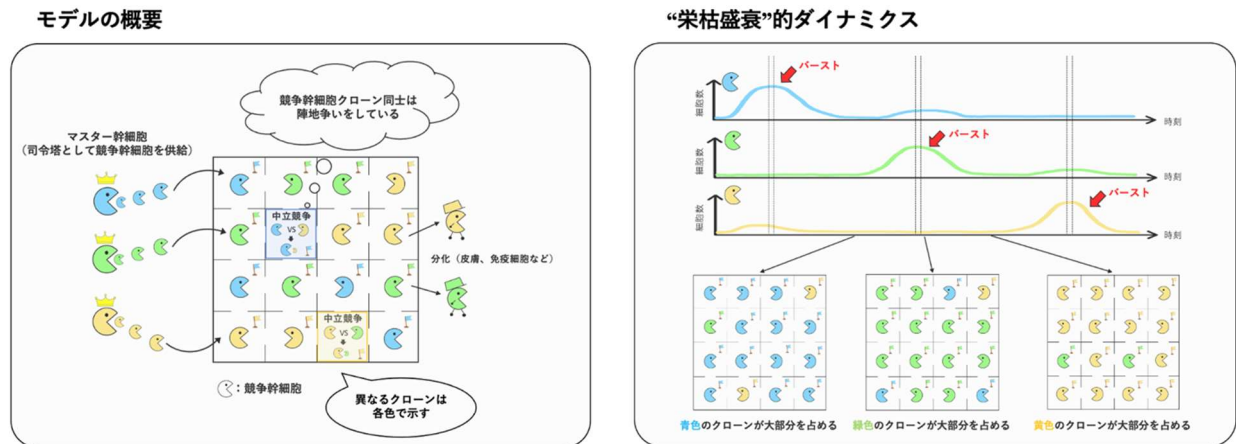 モデルの概要
競争幹細胞クローン同士は
陣地争いをしている
マスター幹細胞
（司令塔として競争幹細胞を供給）
中立競争
VS
分化（皮膚、免疫細胞など）
中立競争
VS
：競争幹細胞
異なるクローンは
各色で示す
“栄枯盛衰”的ダイナミクス
バースト
細胞数
時刻
バースト
細胞数
時刻
バースト
細胞数
時刻
青色のクローンが大部分を占める
緑色のクローンが大部分を占める
黄色のクローンが大部分を占める